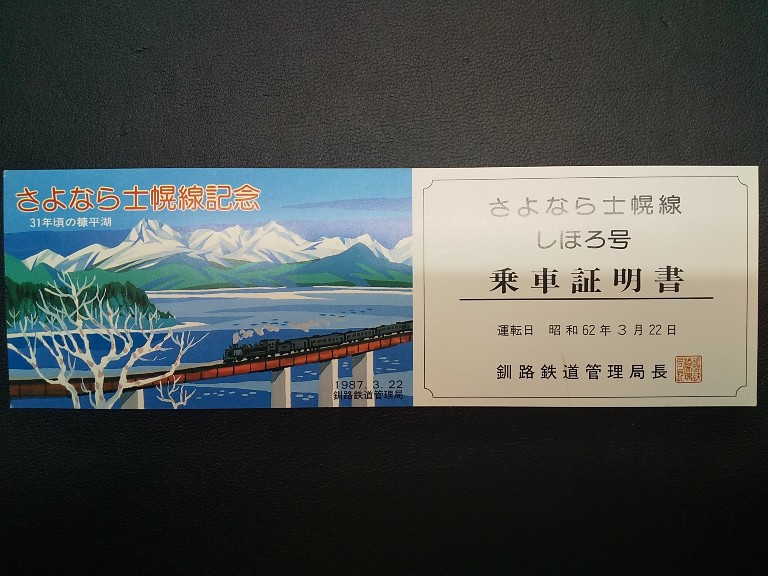 さよなら士幌線記念
31年頃の糠平湖
1987.3.22
釧路鉄道管理局
さよなら士幌線
しほろ号
乗車証明書
運転日 昭和62年3月22日
釧路鉄道管理局長